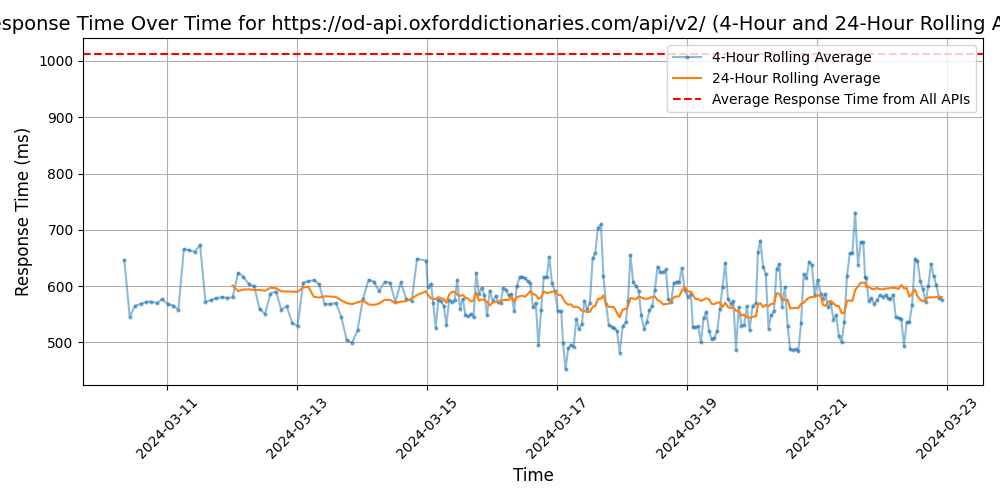 esponse Time Over Time for https://od-api.oxforddictionaries.com/api/v2/ (4-Hour and 24-Hour Rolling A
4-Hour Rolling Average
24-Hour Rolling Average
Average Response Time from All APIs
Response Time (ms)
1000
900
800
700
600
500
2024-03-11
2024-03-13
2024-03-15
2024-03-17
2024-03-19
2024-03-21
2024-03-23
Time